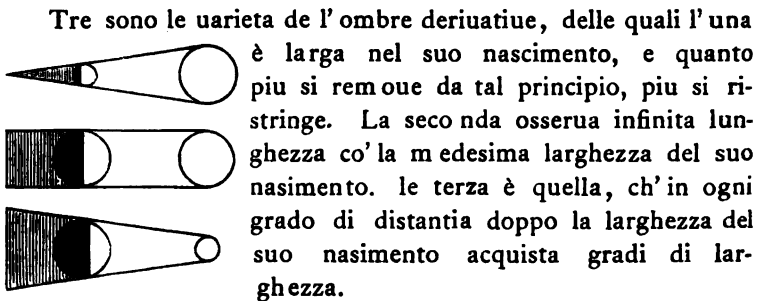 Tre sono le uarieta de l' ombre deriuatiue, delle quali l' una
è larga nel suo nascimento, e quanto
piu si remoue da tal principio, piu si ri-
stringe. La seconda osserua infinita lun-
ghezza co' la medesima larghezza del suo
nasimento. le terza è quella, ch' in ogni
grado di distantia doppo la larghezza del
suo nasimento acquista gradi di lar-
ghezza.